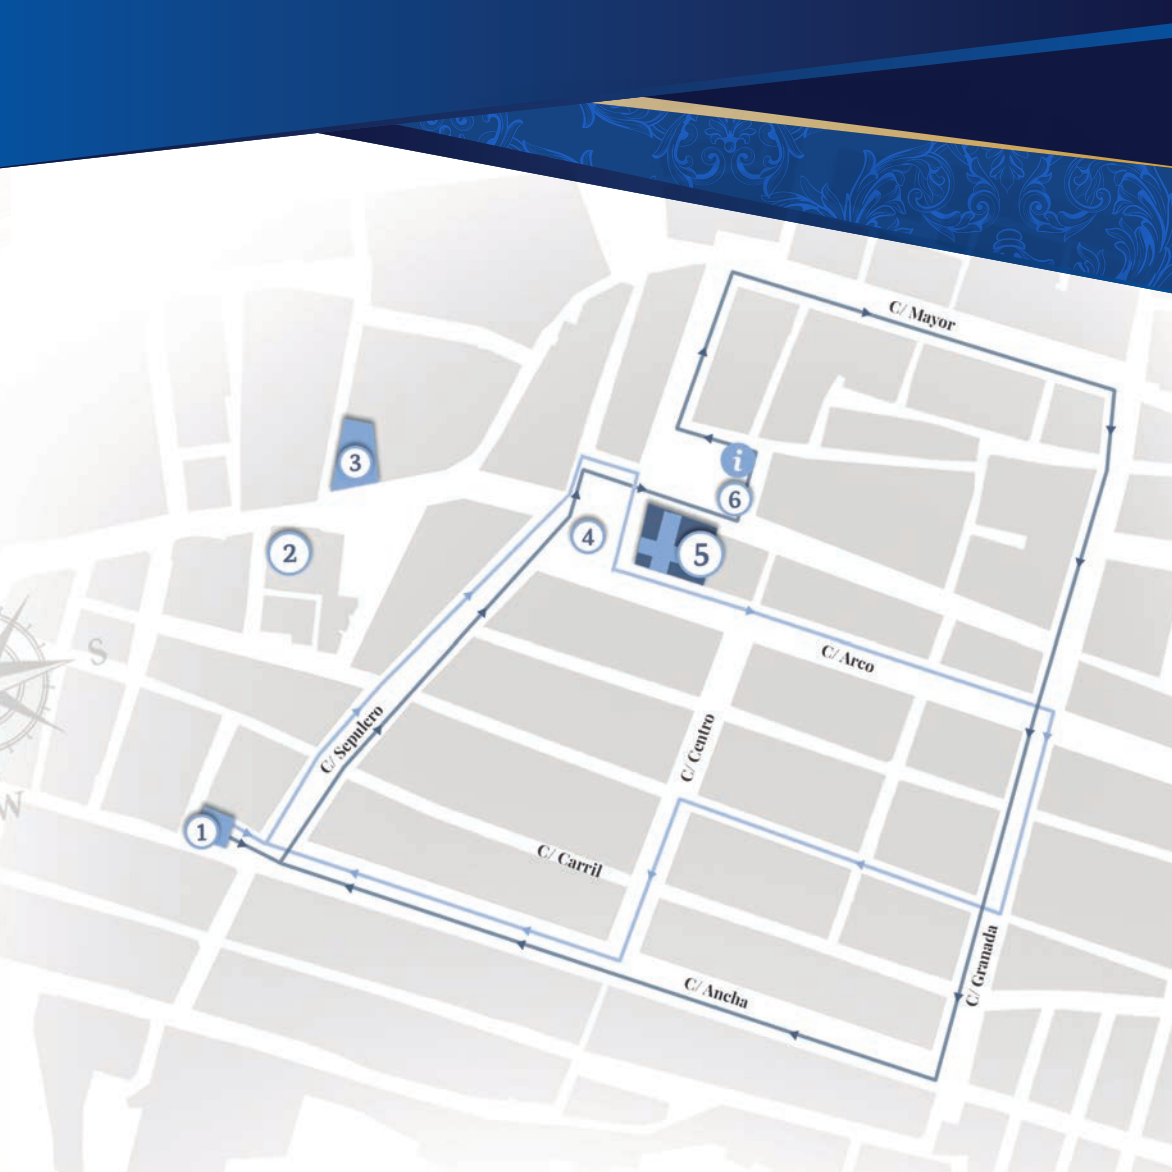 C/ Mayor
3
i
6
4
5
2
S
C/ Arco
C/ Sepulcro
C/ Centro
W
1
C/ Carril
C/ Granada
C/ Ancha